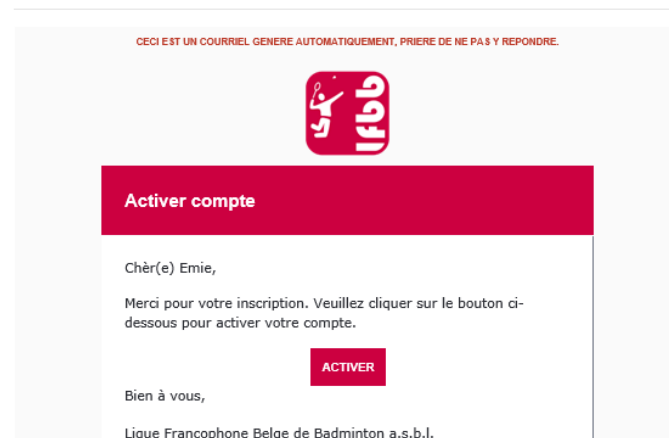 CECI EST UN COURRIEL GENERE AUTOMATIQUEMENT, PRIERE DE NE PAS Y REPONDRE.
lfbb
Activer compte
Chèr(e) Emie,
Merci pour votre inscription. Veuillez cliquer sur le bouton ci-
dessous pour activer votre compte.
ACTIVER
Bien à vous,
Ligue Francophone Belge de Badminton a.s.b.l.